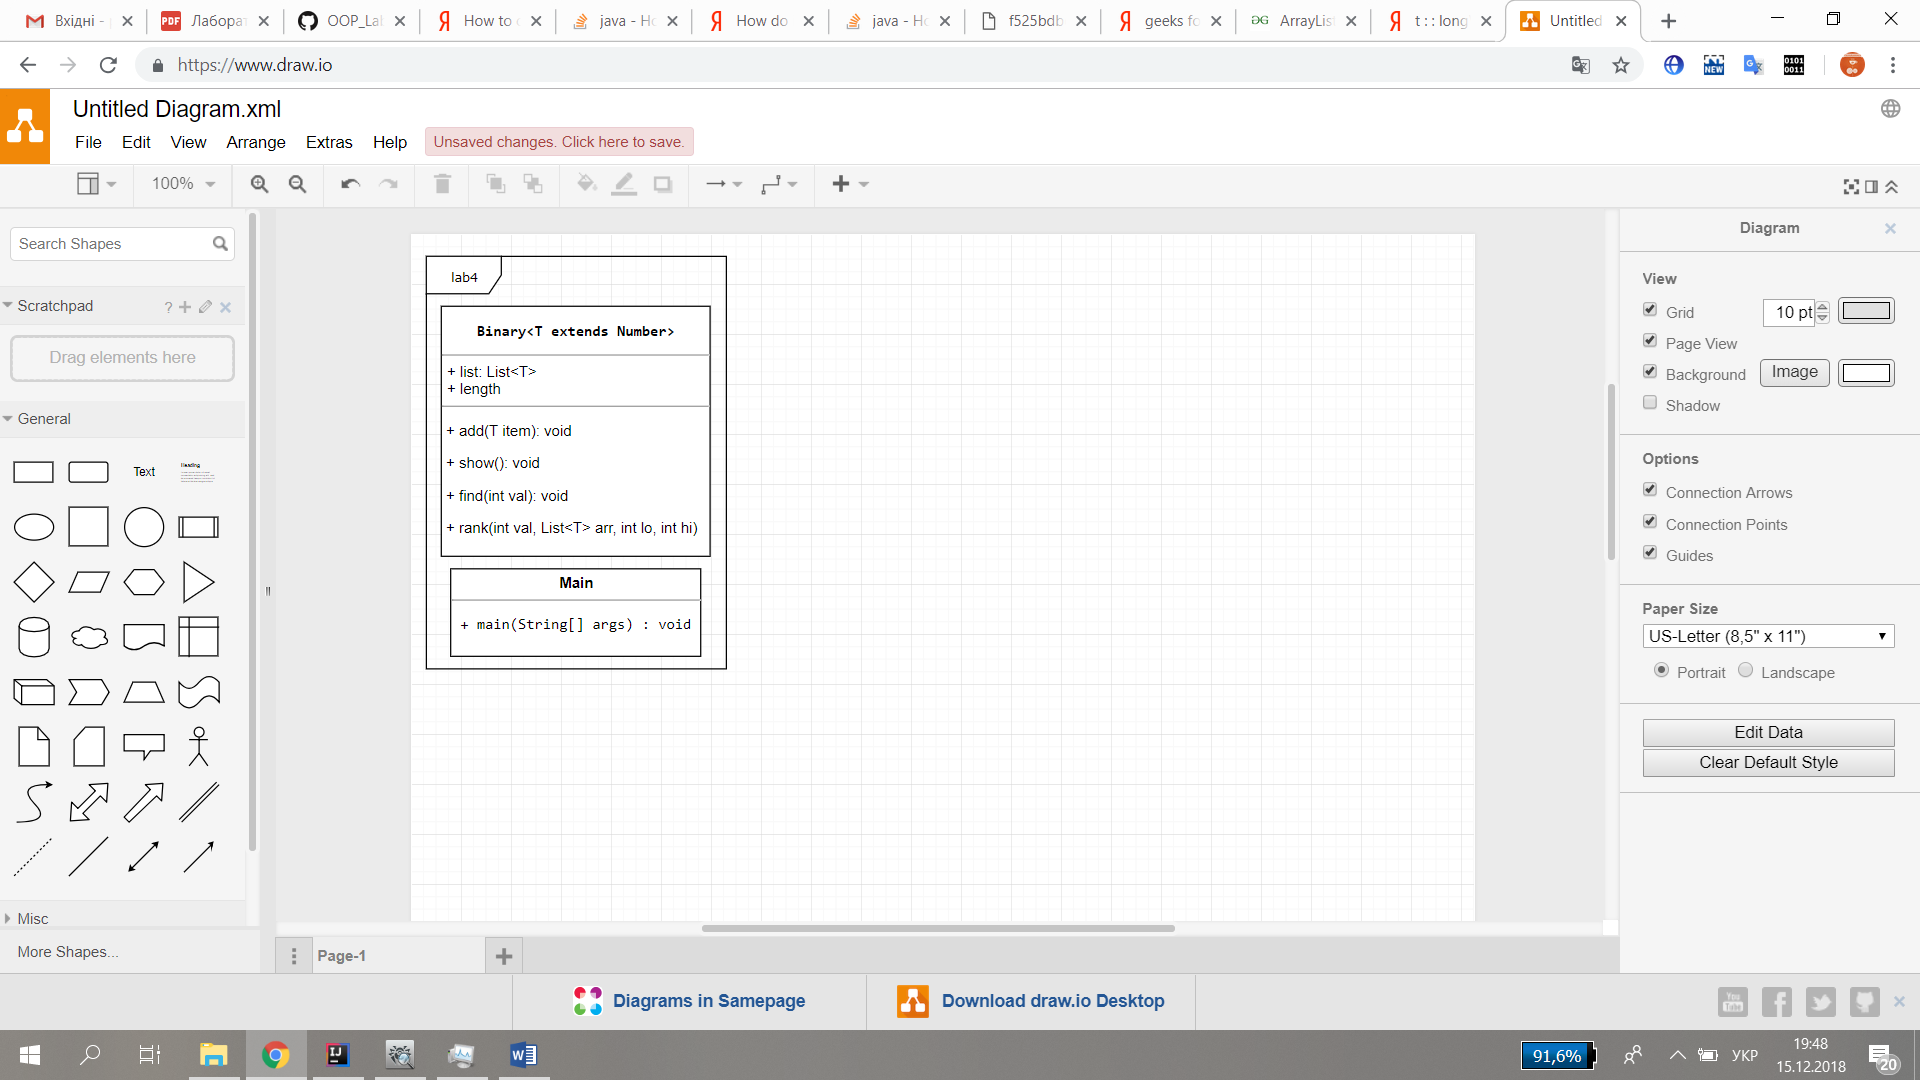 Вхідні -
Лаборат
OOP_Lal
How to
java - Ho
How do
java - Ho
f525bdb
geeks fo
ArrayLis
t : : long
Untitled
https://www.draw.io
Untitled Diagram.xml
File Edit View Arrange Extras Help
Unsaved changes. Click here to save.
100%
Search Shapes
Scratchpad
Drag elements here
General
Text
Heading
Misc
More Shapes...
lab4
Binary<T extends Number>
+ list: List<T>
+ length
+ add(T item): void
+ show(): void
+ find(int val): void
+ rank(int val, List<T> arr, int lo, int hi)
Main
+ main(String[] args) : void
Page-1
Diagram
View
Grid
10 pt
Page View
Background
Image
Shadow
Options
Connection Arrows
Connection Points
Guides
Paper Size
US-Letter (8,5" x 11")
Portrait Landscape
Edit Data
Clear Default Style
Diagrams in Samepage
Download draw.io Desktop
91,6%
УКР
19:48
15.12.2018
20